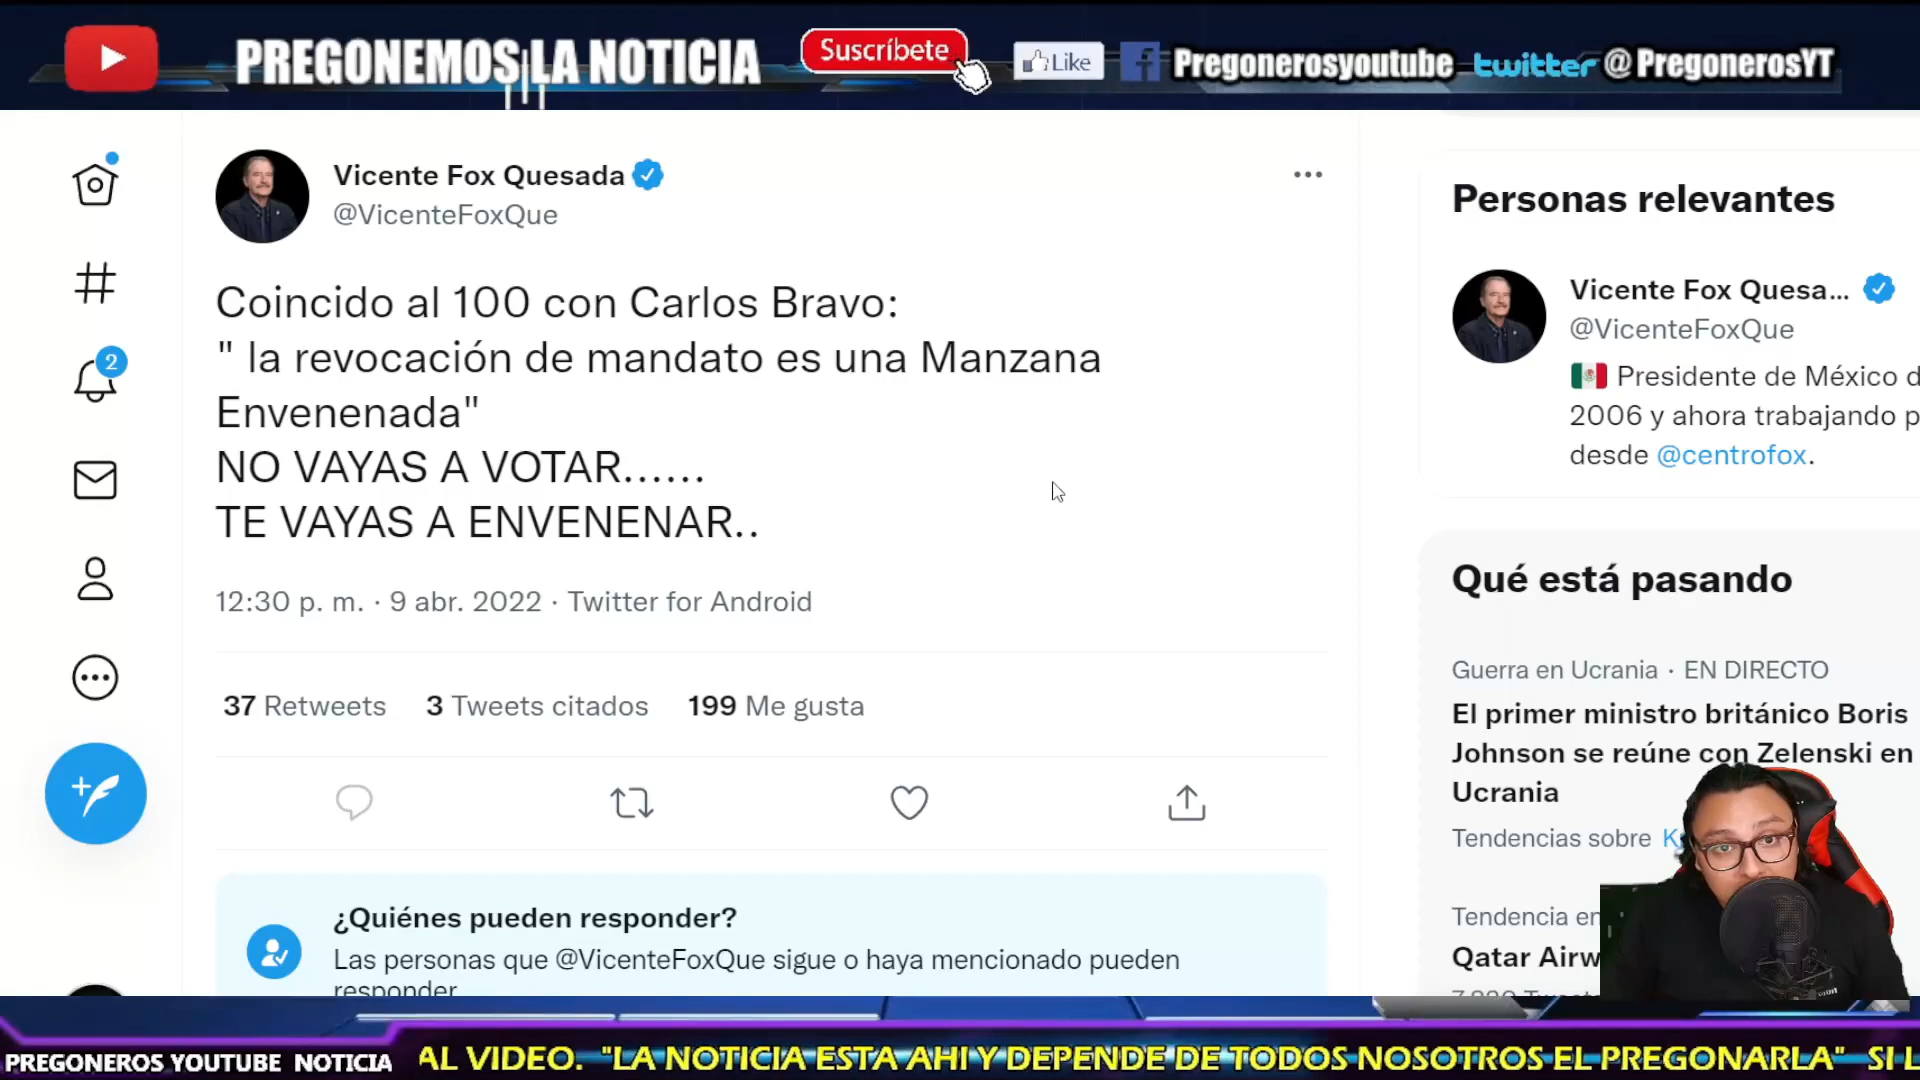 PREGONEMOS LA NOTICIA
Suscríbete
Like
Pregonerosyoutube
twitter @PregonerosYT
Vicente Fox Quesada
@VicenteFoxQue
Coincido al 100 con Carlos Bravo:
" la revocación de mandato es una Manzana
Envenenada"
NO VAYAS A VOTAR......
TE VAYAS A ENVENENAR..
12:30 p. m. · 9 abr. 2022 · Twitter for Android
37 Retweets 3 Tweets citados 199 Me gusta
¿Quiénes pueden responder?
Las personas que @VicenteFoxQue sigue o haya mencionado pueden
responder
2
Personas relevantes
Vicente Fox Quesa...
@VicenteFoxQue
Presidente de México d
2006 y ahora trabajando p
desde @centrofox.
Qué está pasando
Guerra en Ucrania · EN DIRECTO
El primer ministro británico Boris
Johnson se reúne con Zelenski en
Ucrania
Tendencias sobre K
Tendencia en
Qatar Airw
PREGONEROS YOUTUBE NOTICIA
AL VIDEO. "LA NOTICIA ESTA AHI Y DEPENDE DE TODOS NOSOTROS EL PREGONARLA" SI L